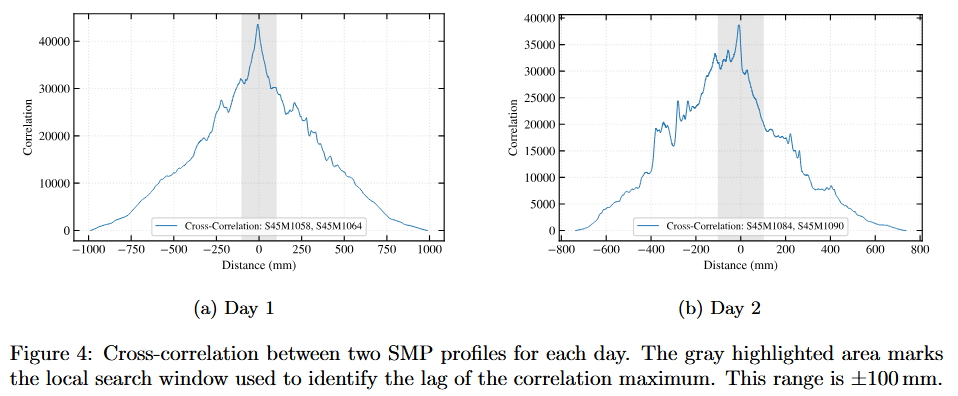 40000
30000
20000
10000
0
Correlation
−1000 −750 −500 −250 0 250 500 750 1000
Distance (mm)
Cross-Correlation: S45M1058, S45M1064
(a) Day 1
40000
35000
30000
25000
20000
15000
10000
5000
0
Correlation
−800 −600 −400 −200 0 200 400 600 800
Distance (mm)
Cross-Correlation: S45M1084, S45M1090
(b) Day 2
Figure 4: Cross-correlation between two SMP profiles for each day. The gray highlighted area marks
the local search window used to identify the lag of the correlation maximum. This range is ±100 mm.